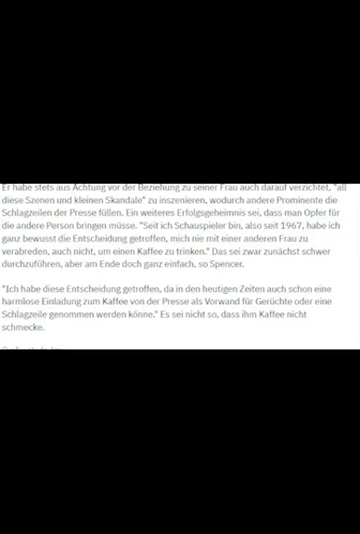 Er habe stets aus Achtung vor der Beziehung zu seiner Frau auch darauf verzichtet, "all
diese Szenen und kleinen Skandale" zu inszenieren, wodurch andere Prominente die
Schlagzeilen der Presse füllen. Ein weiteres Erfolgsgeheimnis sei, dass man Opfer für
die andere Person bringen müsse. "Seit ich Schauspieler bin, also seit 1967, habe ich
ganz bewusst die Entscheidung getroffen, mich nie mit einer anderen Frau zu
verabreden, auch nicht, um einen Kaffee zu trinken." Das sei zwar zunächst schwer
durchzuführen, aber am Ende doch ganz einfach, so Spencer.
"Ich habe diese Entscheidung getroffen, da in den heutigen Zeiten auch schon eine
harmlose Einladung zum Kaffee von der Presse als Vorwand für Gerüchte oder eine
Schlagzeile genommen werden könne." Es sei nicht so, dass ihm Kaffee nicht
schmecke.